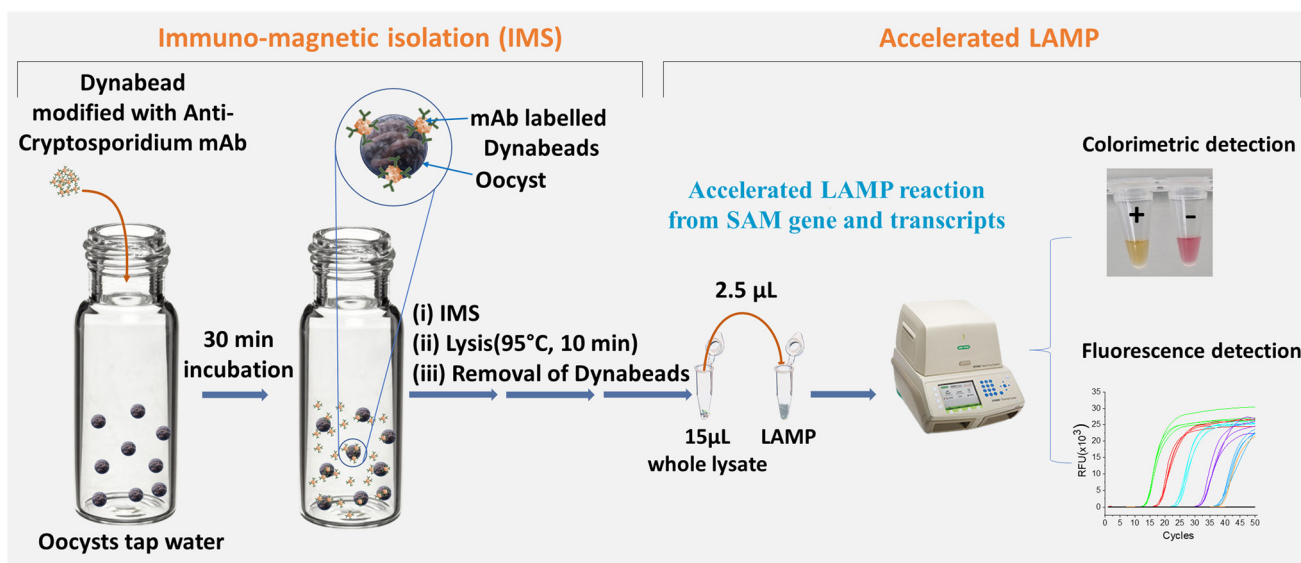 Immuno-magnetic isolation (IMS)
Accelerated LAMP
Dynabead
modified with Anti-
Cryptosporidium mAb
mAb labelled
Dynabeads
Oocyst
30 min
incubation
Oocysts tap water
(i) IMS
(ii) Lysis(95°C, 10 min)
(iii) Removal of Dynabeads
Accelerated LAMP reaction
from SAM gene and transcripts
2.5 µL
15µL
whole lysate
LAMP
Colorimetric detection
+ -
Fluorescence detection
RFU(x10³)
35
30
25
20
15
10
5
0
0 5 10 15 20 25 30 35 40 45 50
Cycles